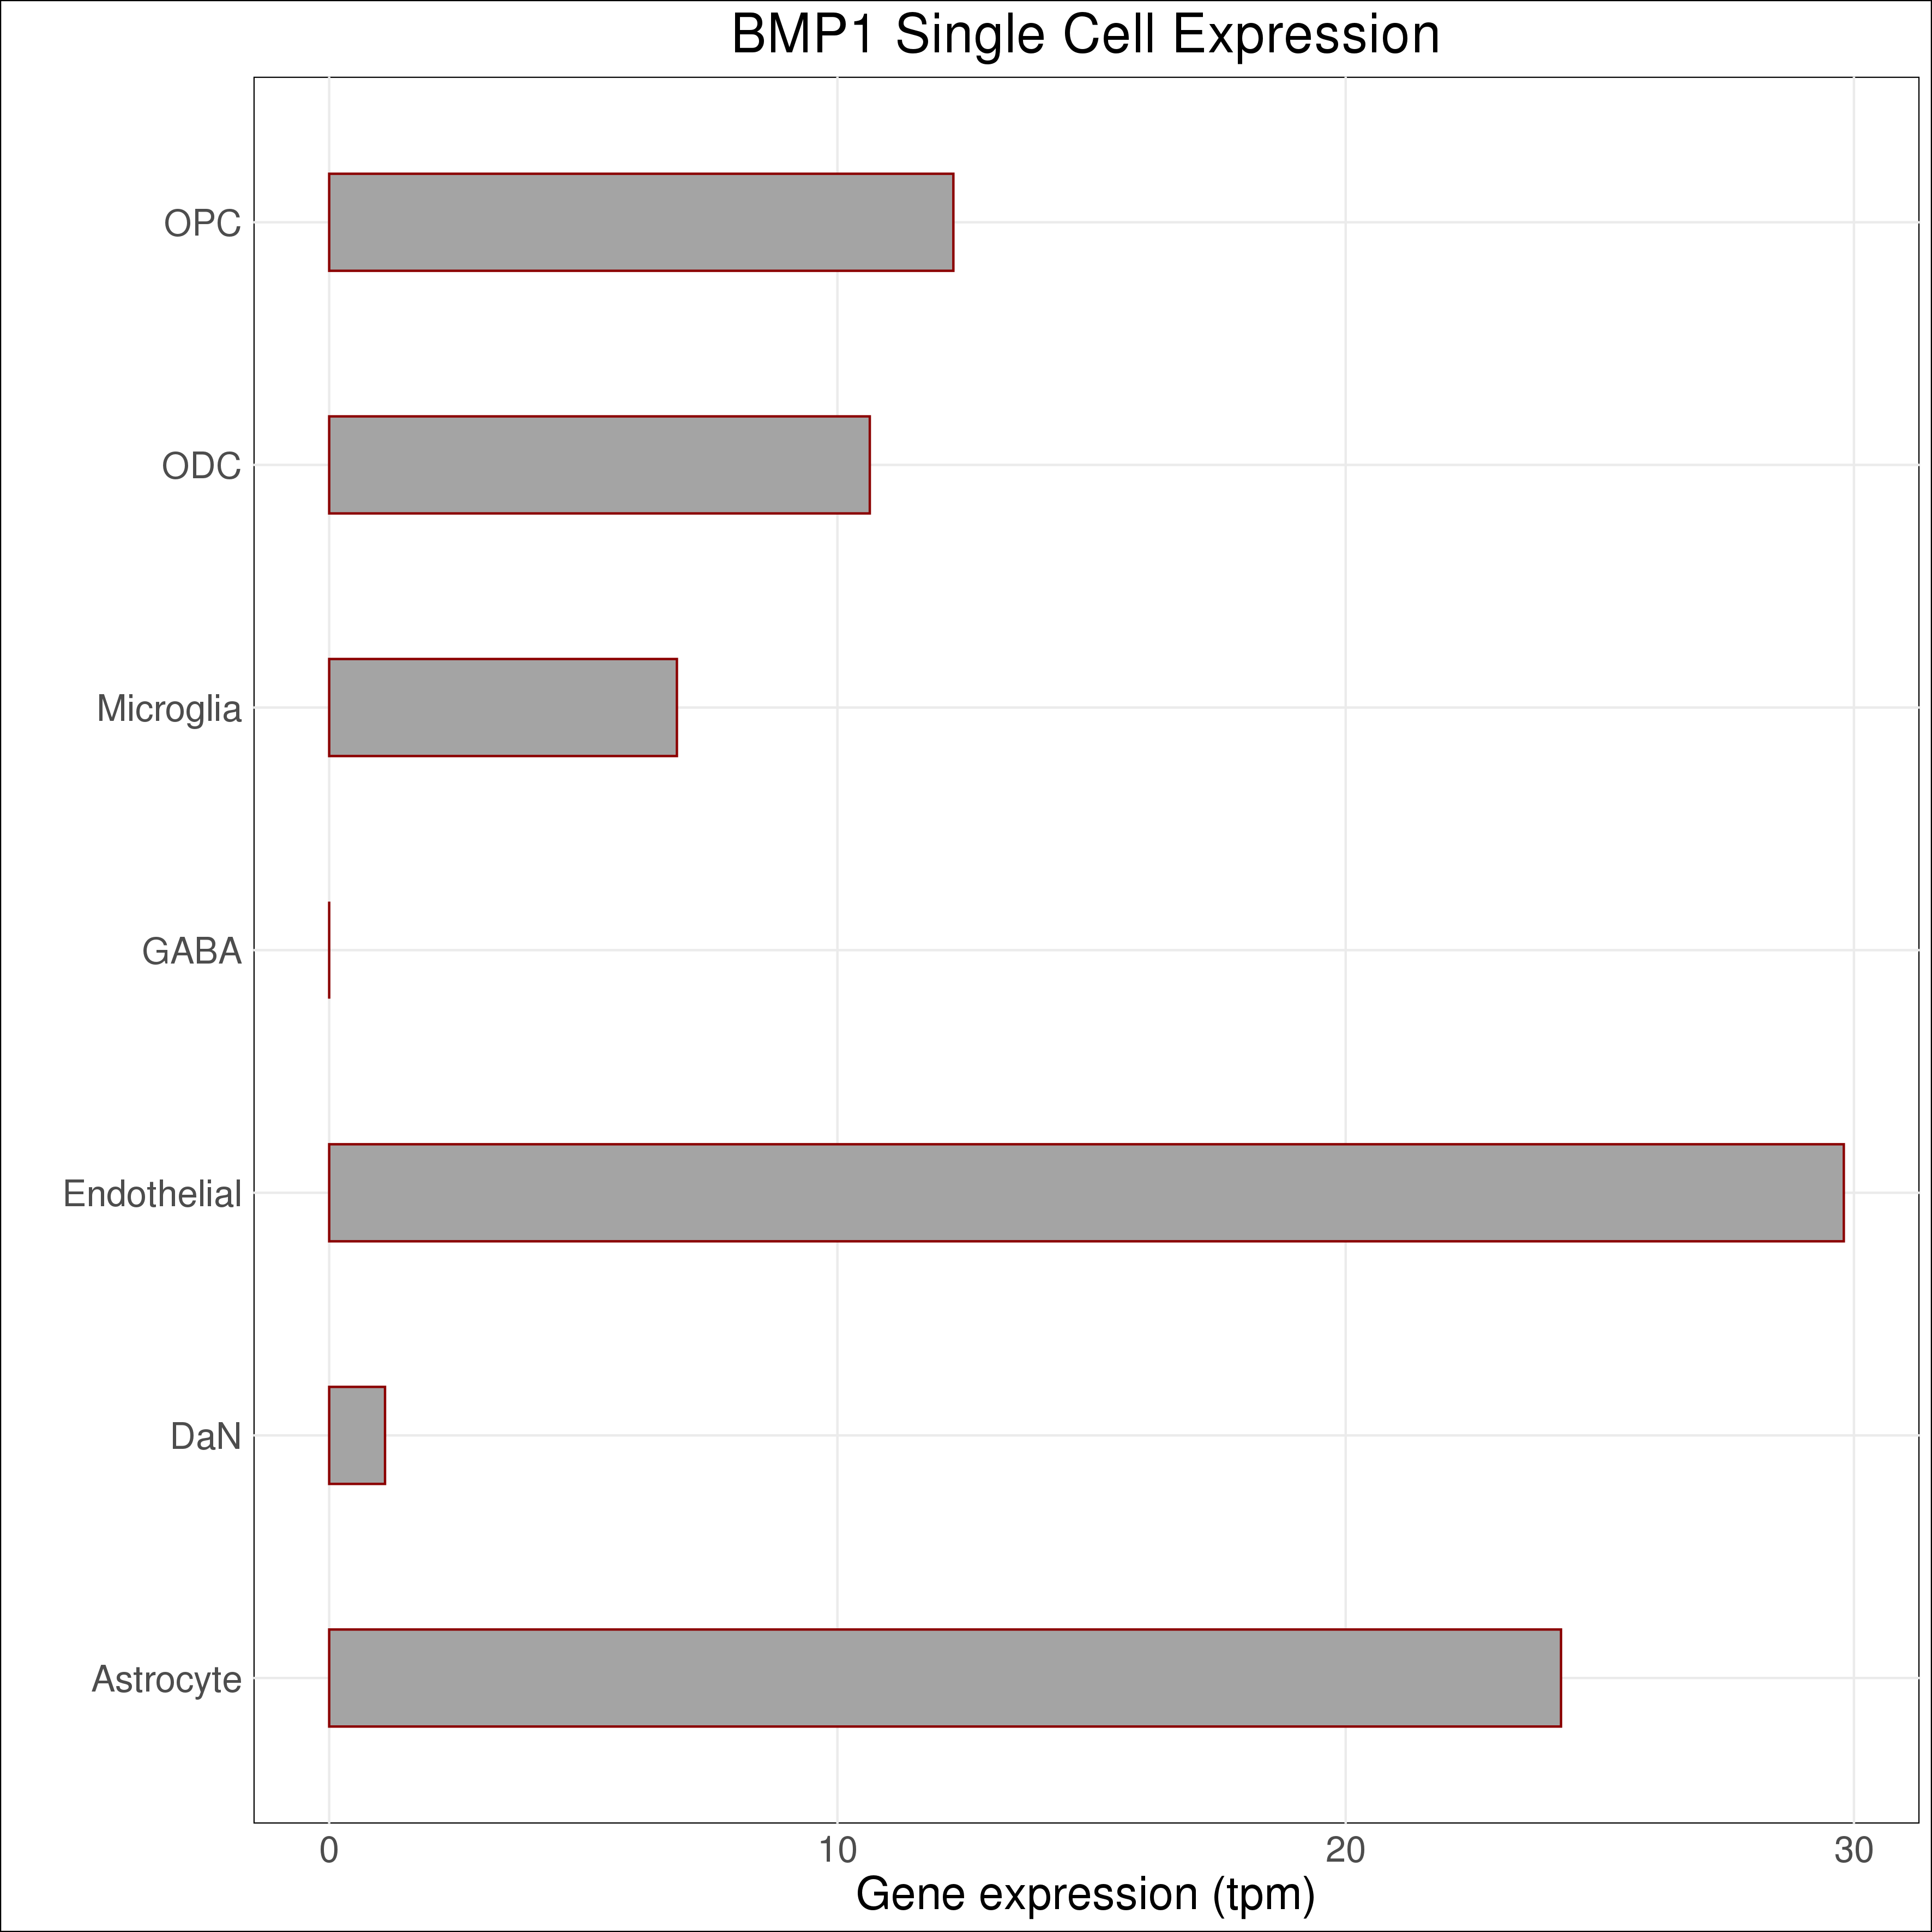 BMP1 Single Cell Expression
OPC
ODC
Microglia
GABA
Endothelial
DaN
Astrocyte
0 10 20 30
Gene expression (tpm)